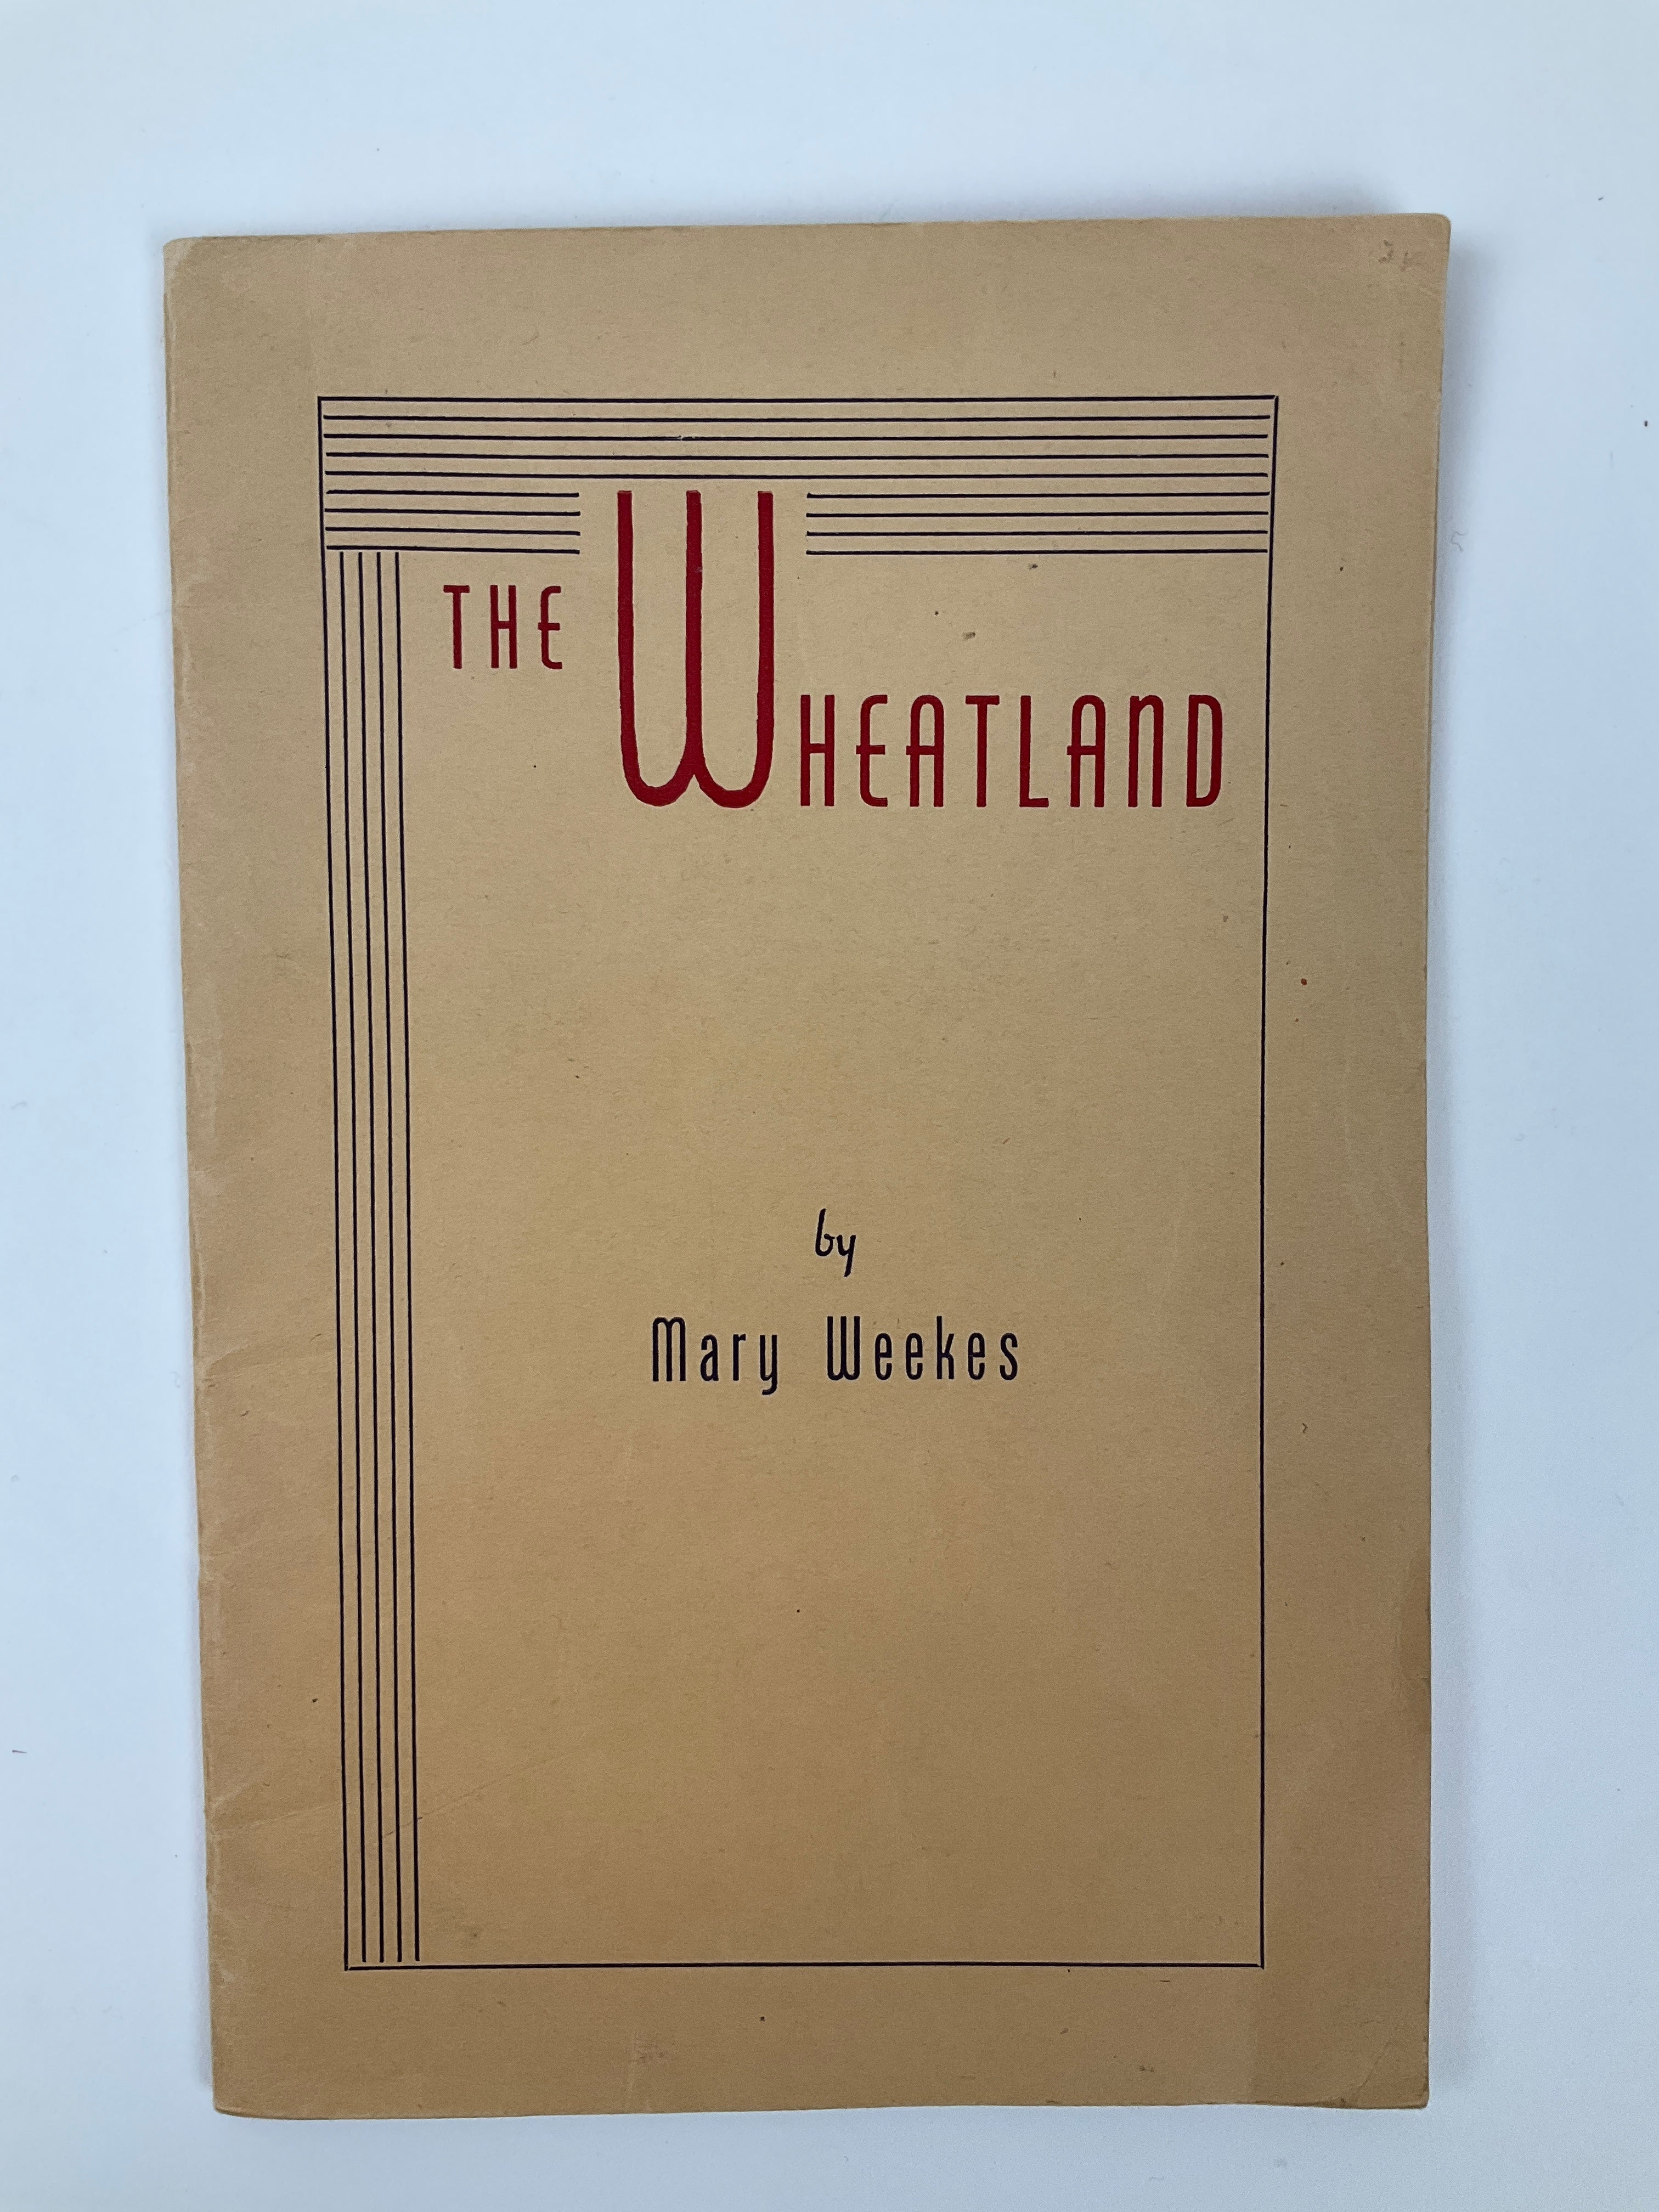 THE WHEATLAND
by
Mary Weekes